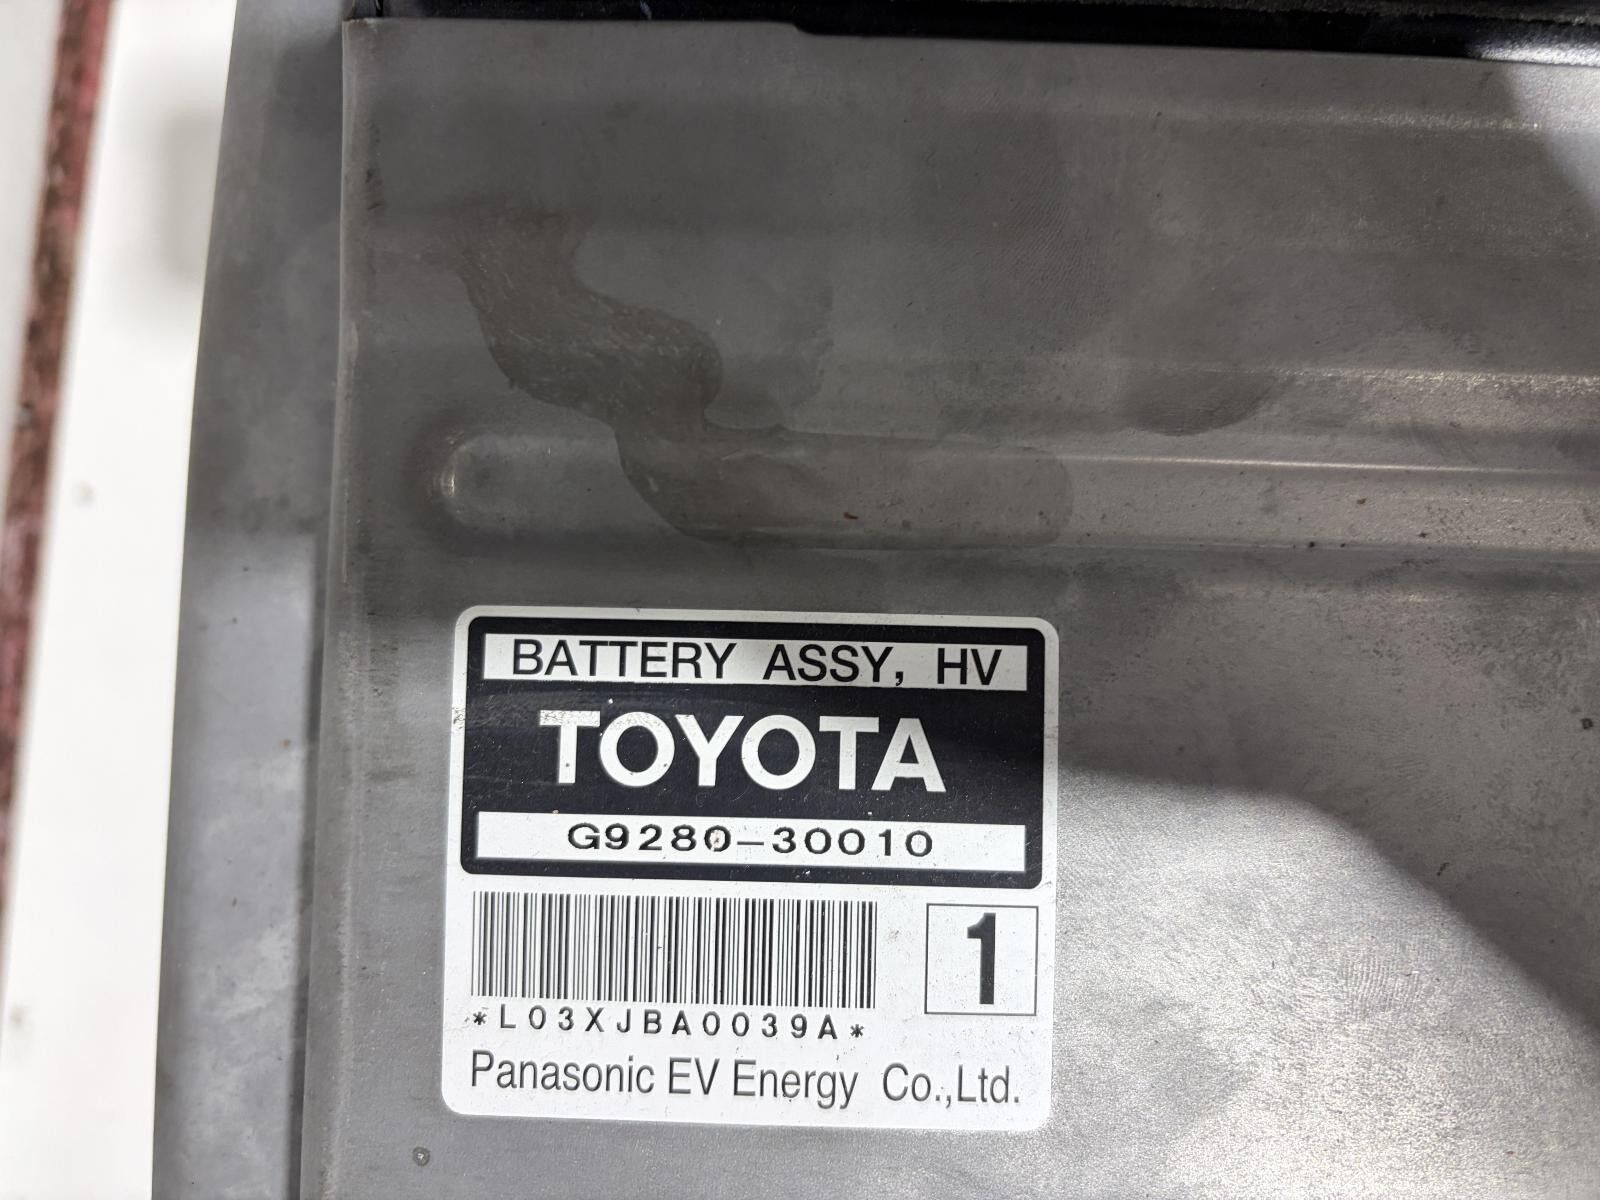 BATTERY ASSY, HV
TOYOTA
G9280-30010
1
*L03XJBA0039A*
Panasonic EV Energy Co.,Ltd.